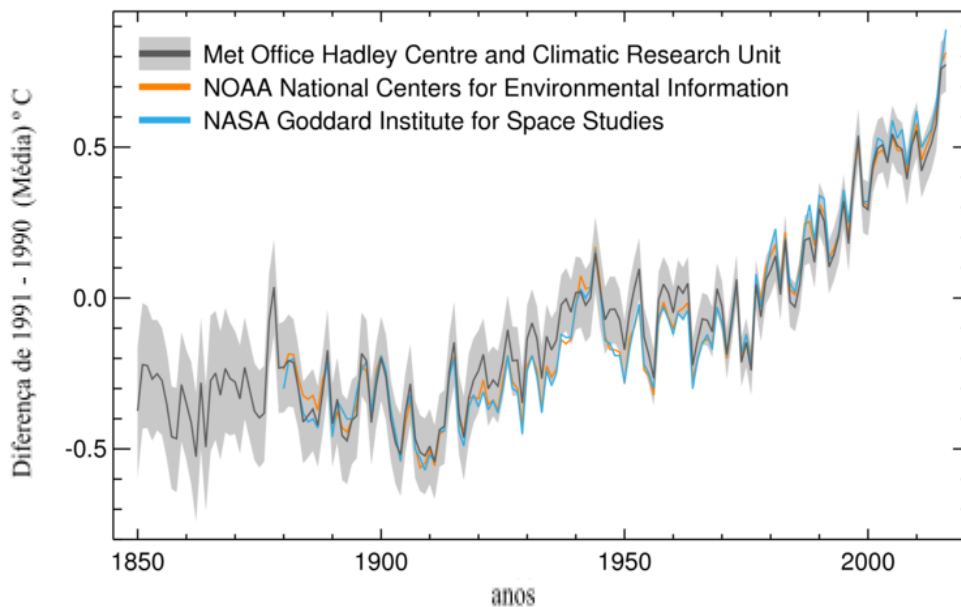 Met Office Hadley Centre and Climatic Research Unit
NOAA National Centers for Environmental Information
NASA Goddard Institute for Space Studies
Diferença de 1991 - 1990 (Média) º C
0.5
0.0
-0.5
1850
1900
1950
2000
anos